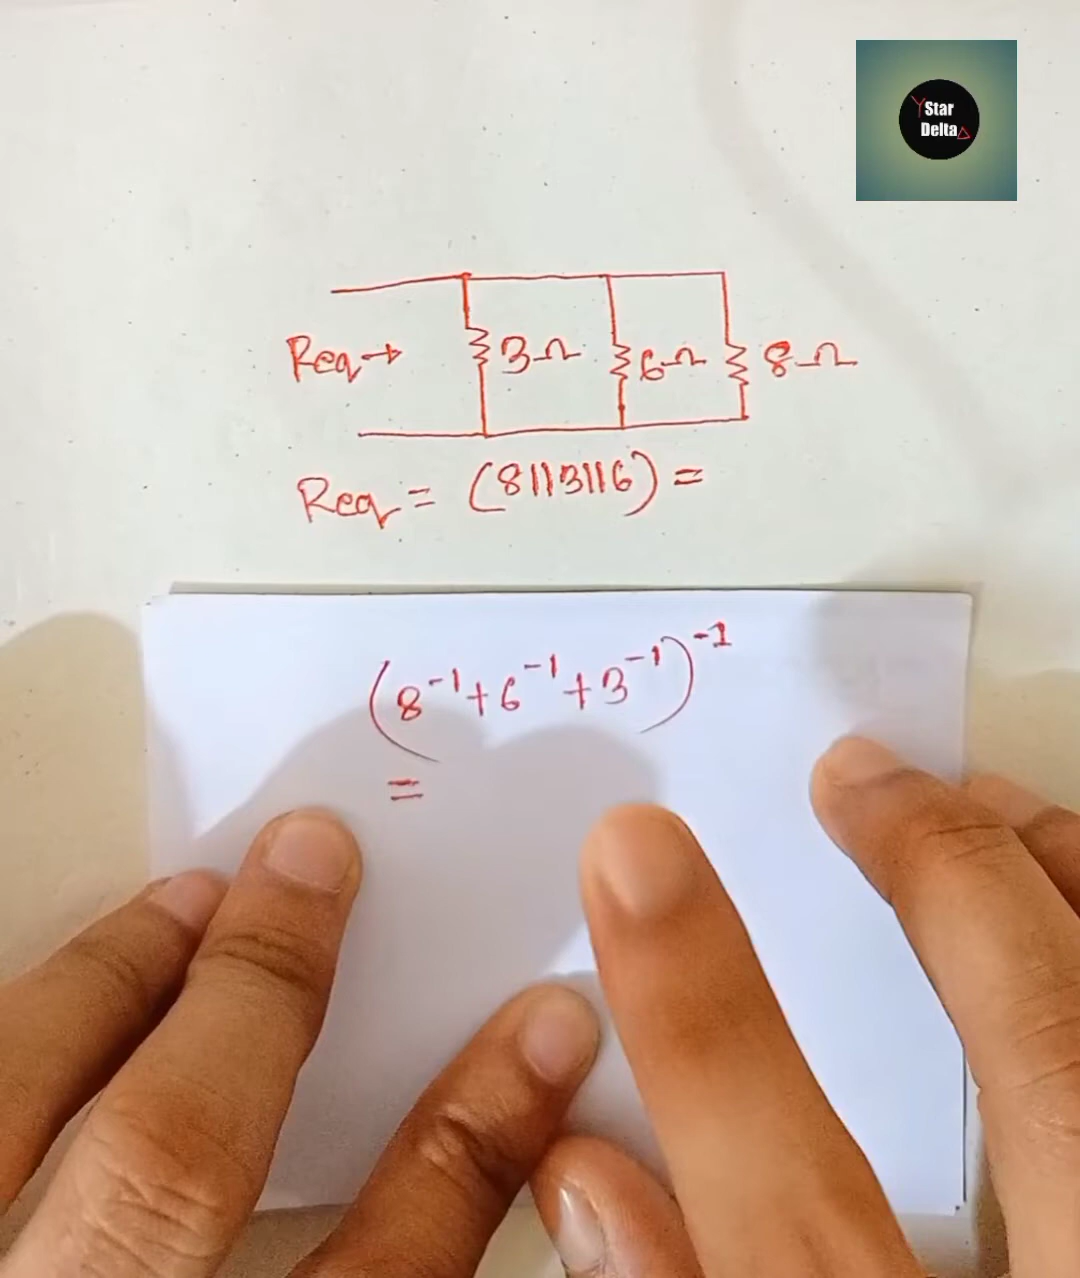 Star
Delta
Req→ 3Ω 6Ω 8Ω
Req = (8||3||6) =
(8⁻¹+6⁻¹+3⁻¹)⁻¹
=